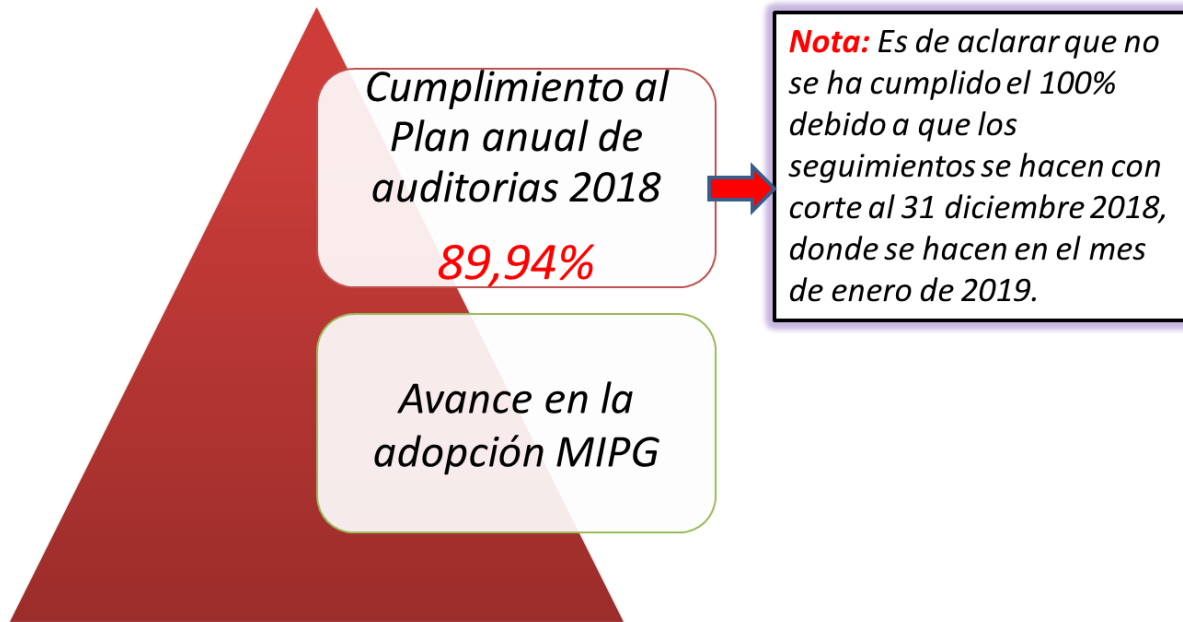 Cumplimiento al
Plan anual de
auditorias 2018
89,94%
Nota: Es de aclarar que no
se ha cumplido el 100%
debido a que los
seguimientos se hacen con
corte al 31 diciembre 2018,
donde se hacen en el mes
de enero de 2019.
Avance en la
adopción MIPG